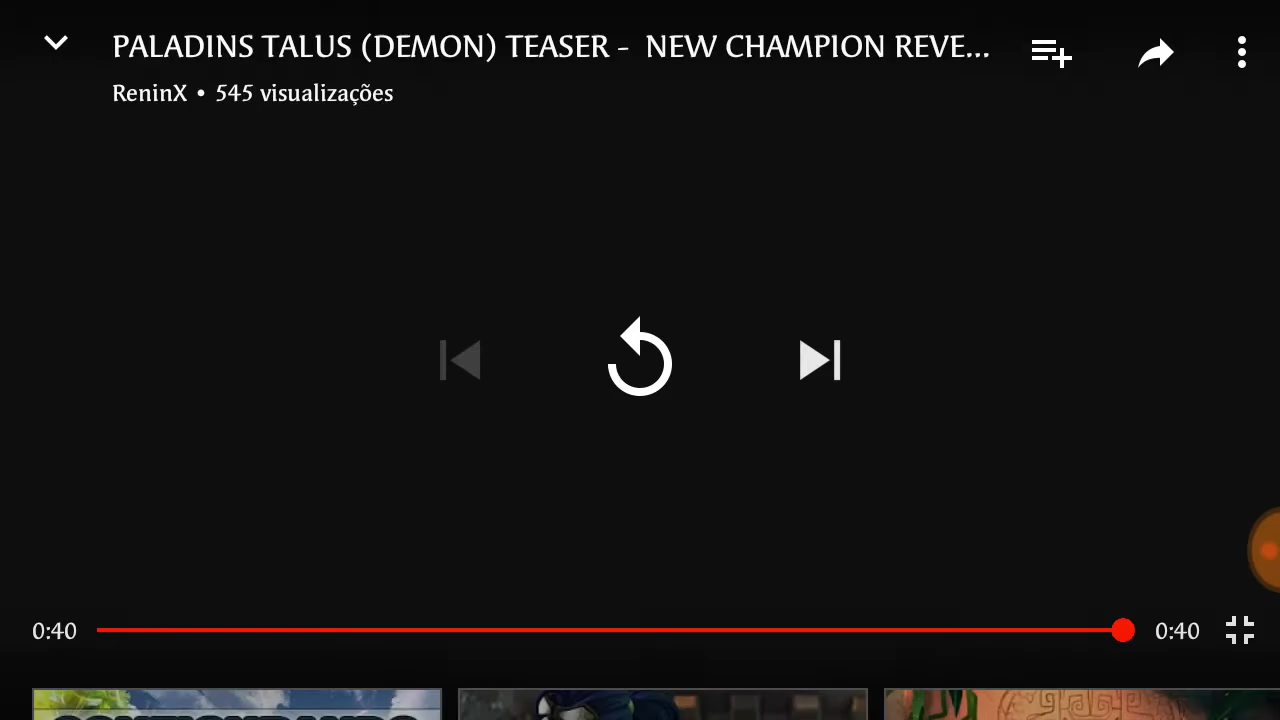 PALADINS TALUS (DEMON) TEASER - NEW CHAMPION REVE...
ReninX • 545 visualizações
0:40
0:40